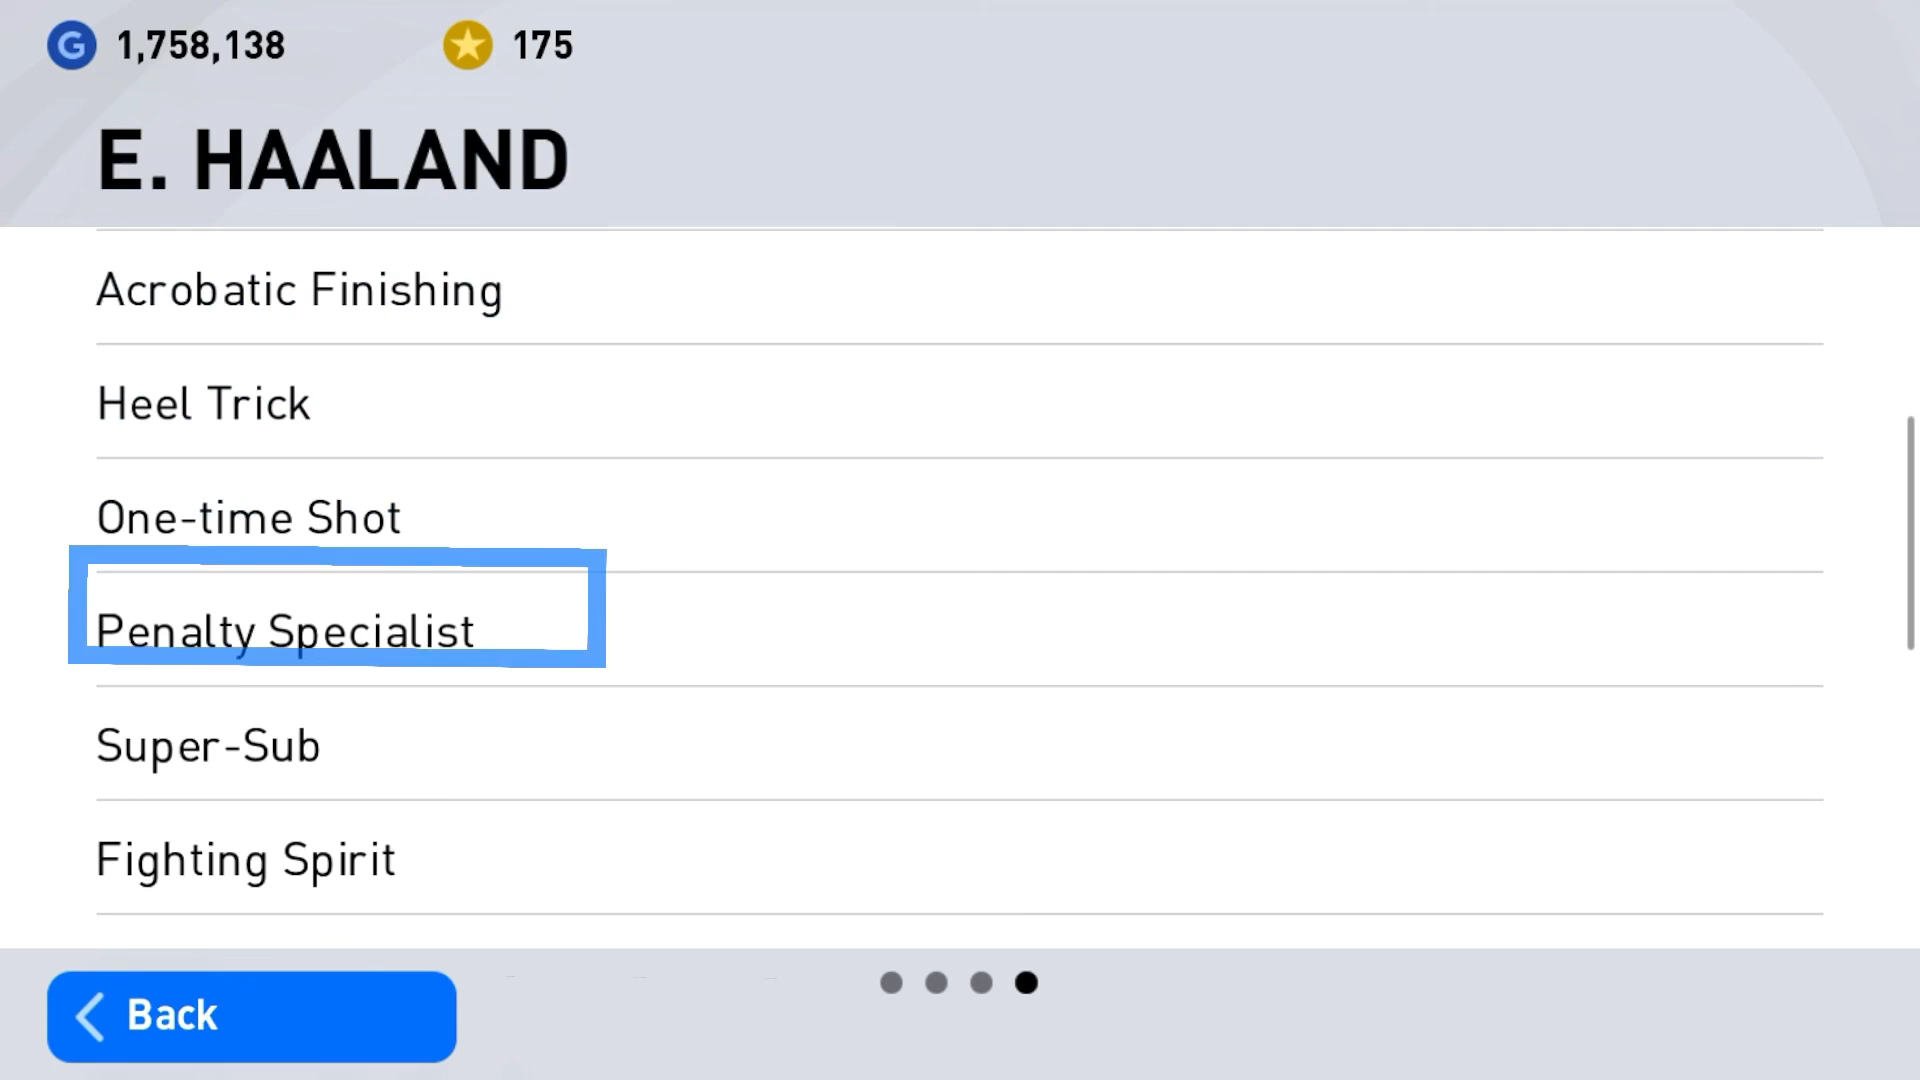 G 1,758,138 175
E. HAALAND
Acrobatic Finishing
Heel Trick
One-time Shot
Penalty Specialist
Super-Sub
Fighting Spirit
Back